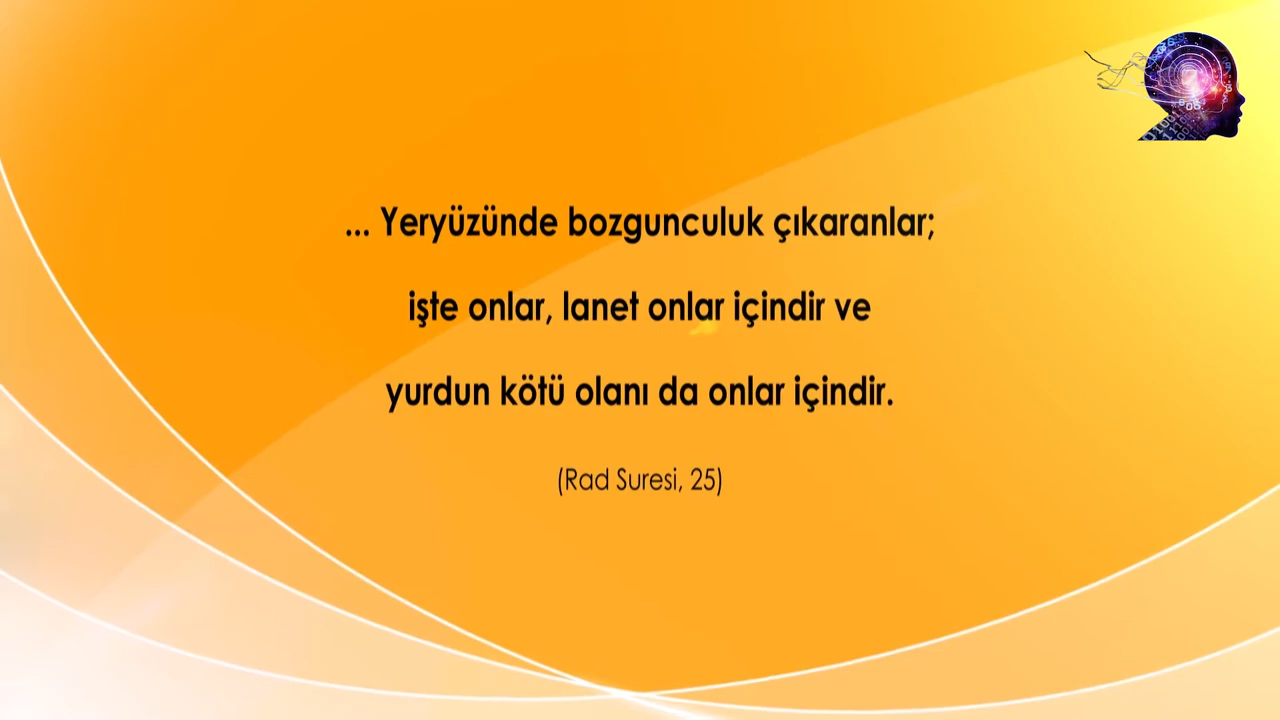 ... Yeryüzünde bozgunculuk çıkaranlar;
işte onlar, lanet onlar içindir ve
yurdun kötü olanı da onlar içindir.
(Rad Suresi, 25)